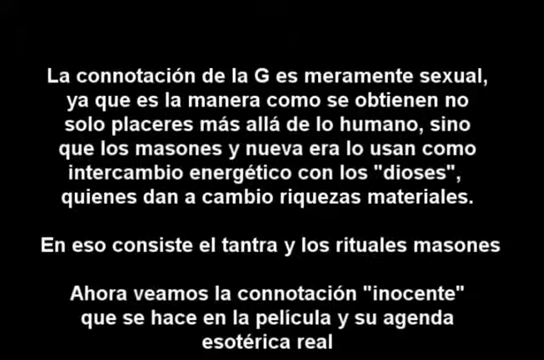 La connotación de la G es meramente sexual,
ya que es la manera como se obtienen no
solo placeres más allá de lo humano, sino
que los masones y nueva era lo usan como
intercambio energético con los "dioses",
quienes dan a cambio riquezas materiales.
En eso consiste el tantra y los rituales masones
Ahora veamos la connotación "inocente"
que se hace en la película y su agenda
esotérica real